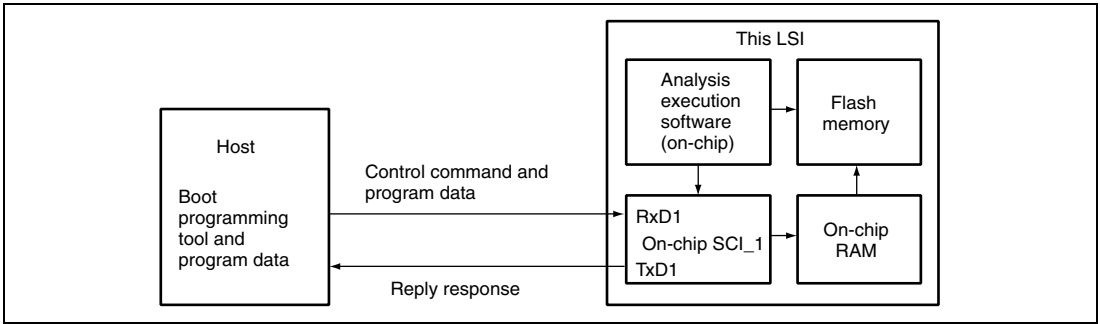 This LSI
Analysis
execution
software
(on-chip)
Flash
memory
Host
Boot
programming
tool and
program data
Control command and
program data
RxD1
On-chip SCI_1
TxD1
On-chip
RAM
Reply response